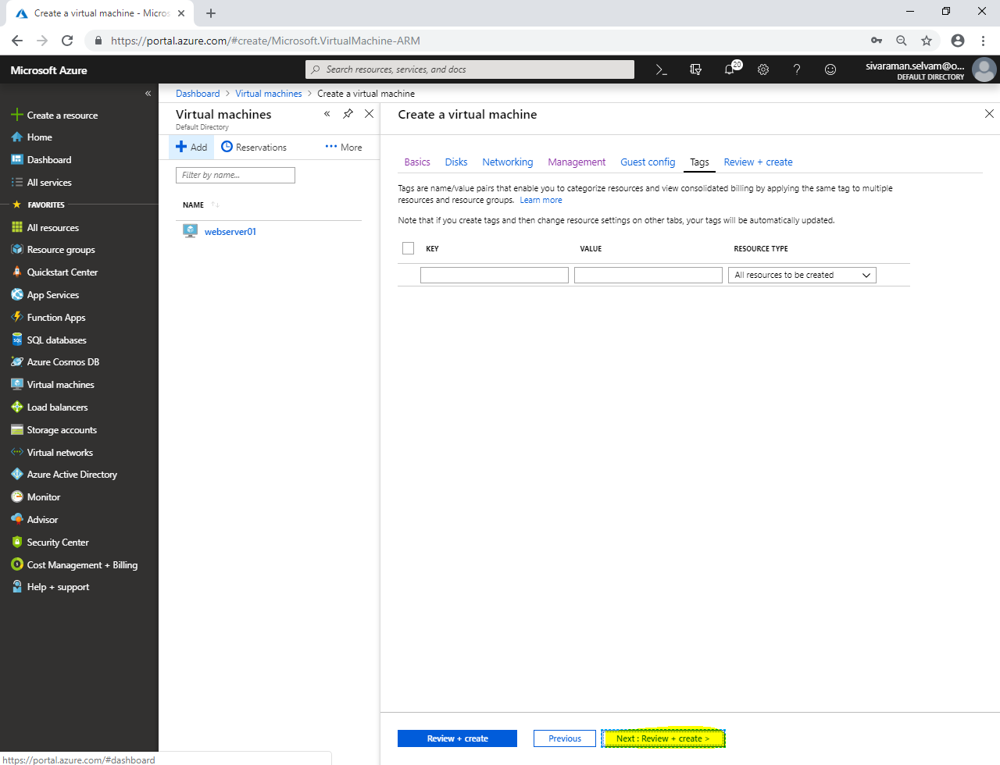 Create a virtual machine - Micros
https://portal.azure.com/#create/Microsoft.VirtualMachine-ARM
Microsoft Azure
Search resources, services, and docs
20
sivaraman.selvam@o...
DEFAULT DIRECTORY
Dashboard > Virtual machines > Create a virtual machine
Create a resource
Home
Dashboard
All services
FAVORITES
All resources
Resource groups
Quickstart Center
App Services
Function Apps
SQL databases
Azure Cosmos DB
Virtual machines
Load balancers
Storage accounts
Virtual networks
Azure Active Directory
Monitor
Advisor
Security Center
Cost Management + Billing
Help + support
Virtual machines
Default Directory
Add Reservations ••• More
Filter by name...
NAME
webserver01
Create a virtual machine
Basics Disks Networking Management Guest config Tags Review + create
Tags are name/value pairs that enable you to categorize resources and view consolidated billing by applying the same tag to multiple
resources and resource groups. Learn more
Note that if you create tags and then change resource settings on other tabs, your tags will be automatically updated.
KEY VALUE RESOURCE TYPE
All resources to be created
Review + create Previous Next : Review + create >
https://portal.azure.com/#dashboard